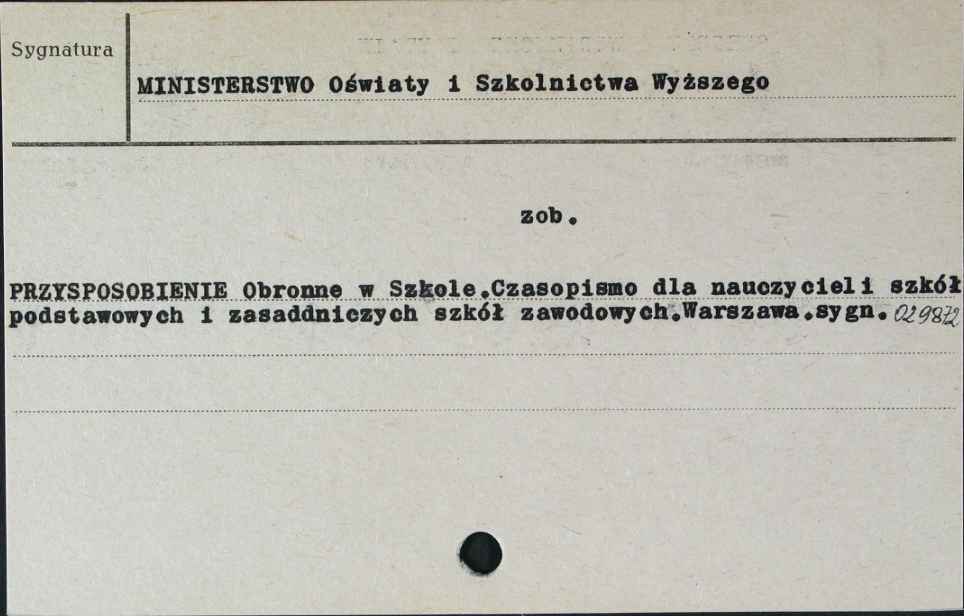 Sygnatura
MINISTERSTWO Oświaty i Szkolnictwa Wyższego
zob.
PRZYSPOSOBIENIE Obronne w Szkole.Czasopismo dla nauczycieli szkół
podstawowych i zasaddniczych szkół zawodowych.Warszawa.sygn. 029872